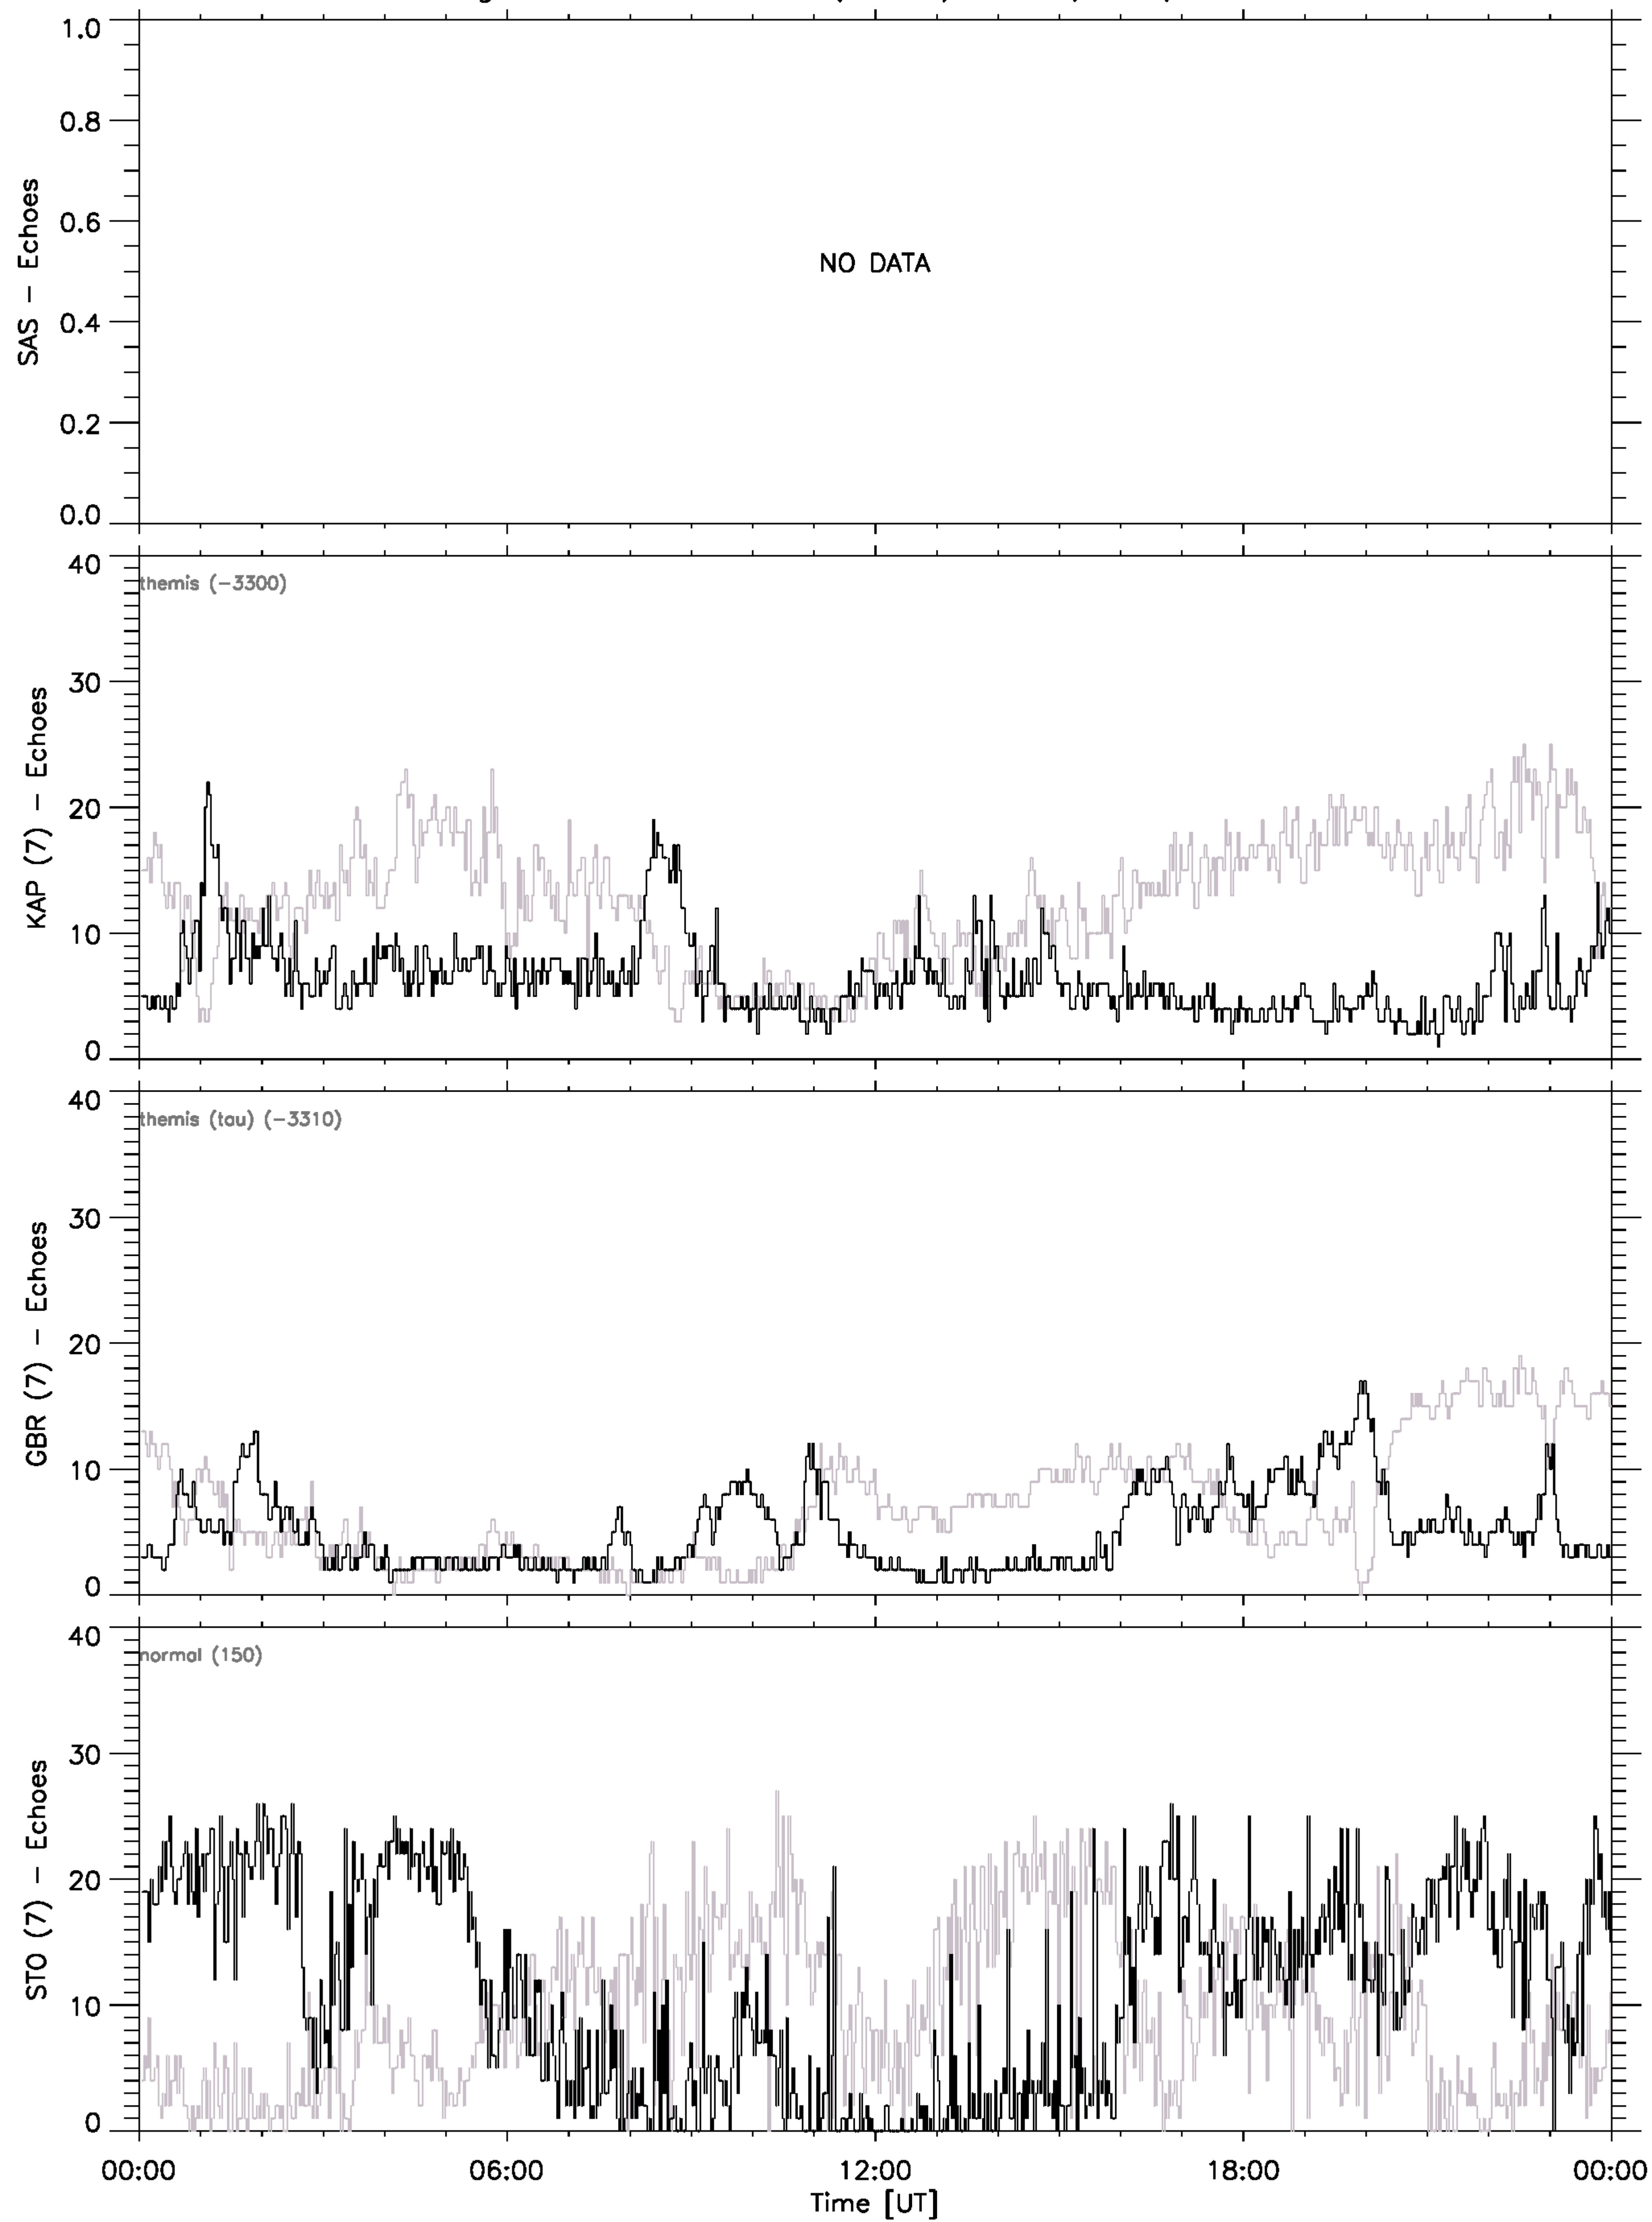 1.0
0.8
0.6
0.4
0.2
0.0
SAS - Echoes
NO DATA
40
30
20
10
0
KAP (7) - Echoes
themis (-3300)
40
30
20
10
0
GBR (7) - Echoes
themis (tau) (-3310)
40
30
20
10
0
STO (7) - Echoes
normal (150)
00:00 06:00 12:00 18:00 00:00
Time [UT]